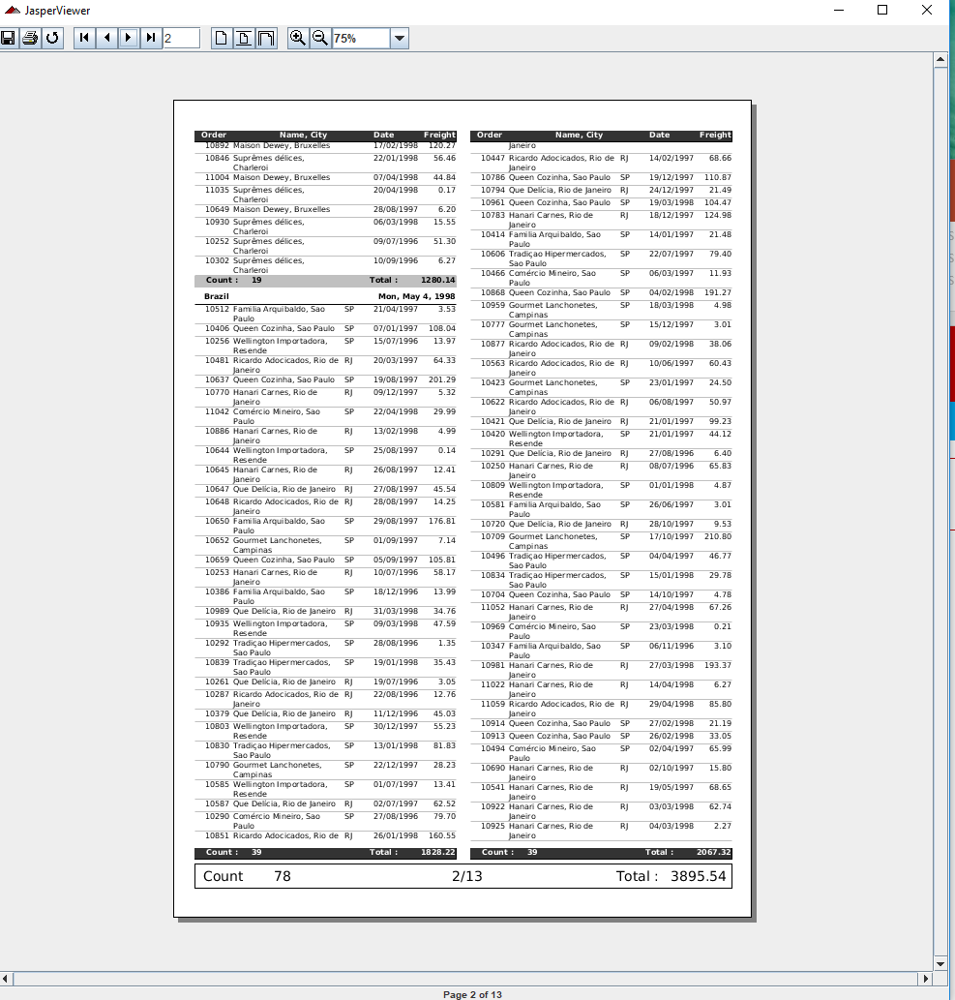 JasperViewer
2
75%
Order Name, City Date Freight
10892 Maison Dewey, Bruxelles 17/02/1998 120.27
10846 Suprêmes délices, 22/01/1998 56.46
Charleroi
11004 Maison Dewey, Bruxelles 07/04/1998 44.84
11035 Suprêmes délices, 20/04/1998 0.17
Charleroi
10649 Maison Dewey, Bruxelles 28/08/1997 6.20
10930 Suprêmes délices, 06/03/1998 15.55
Charleroi
10252 Suprêmes délices, 09/07/1996 51.30
Charleroi
10302 Suprêmes délices, 10/09/1996 6.27
Charleroi
Count : 19 Total : 1280.14
Brazil Mon, May 4, 1998
10512 Familia Arquibaldo, Sao SP 21/04/1997 3.53
Paulo
10406 Queen Cozinha, Sao Paulo SP 07/01/1997 108.04
10256 Wellington Importadora, SP 15/07/1996 13.97
Resende
10481 Ricardo Adocicados, Rio de RJ 20/03/1997 64.33
Janeiro
10637 Queen Cozinha, Sao Paulo SP 19/08/1997 201.29
10770 Hanari Carnes, Rio de RJ 09/12/1997 5.32
Janeiro
11042 Comércio Mineiro, Sao SP 22/04/1998 29.99
Paulo
10886 Hanari Carnes, Rio de RJ 13/02/1998 4.99
Janeiro
10644 Wellington Importadora, SP 25/08/1997 0.14
Resende
10645 Hanari Carnes, Rio de RJ 26/08/1997 12.41
Janeiro
10647 Que Delícia, Rio de Janeiro RJ 27/08/1997 45.54
10648 Ricardo Adocicados, Rio de RJ 28/08/1997 14.25
Janeiro
10650 Familia Arquibaldo, Sao SP 29/08/1997 176.81
Paulo
10652 Gourmet Lanchonetes, SP 01/09/1997 7.14
Campinas
10659 Queen Cozinha, Sao Paulo SP 05/09/1997 105.81
10253 Hanari Carnes, Rio de RJ 10/07/1996 58.17
Janeiro
10386 Familia Arquibaldo, Sao SP 18/12/1996 13.99
Paulo
10989 Que Delícia, Rio de Janeiro RJ 31/03/1998 34.76
10935 Wellington Importadora, SP 09/03/1998 47.59
Resende
10292 Tradiçao Hipermercados, SP 28/08/1996 1.35
Sao Paulo
10839 Tradiçao Hipermercados, SP 19/01/1998 35.43
Sao Paulo
10261 Que Delícia, Rio de Janeiro RJ 19/07/1996 3.05
10287 Ricardo Adocicados, Rio de RJ 22/08/1996 12.76
Janeiro
10379 Que Delícia, Rio de Janeiro RJ 11/12/1996 45.03
10803 Wellington Importadora, SP 30/12/1997 55.23
Resende
10830 Tradiçao Hipermercados, SP 13/01/1998 81.83
Sao Paulo
10790 Gourmet Lanchonetes, SP 22/12/1997 28.23
Campinas
10585 Wellington Importadora, SP 01/07/1997 13.41
Resende
10587 Que Delícia, Rio de Janeiro RJ 02/07/1997 62.52
10290 Comércio Mineiro, Sao SP 27/08/1996 79.70
Paulo
10851 Ricardo Adocicados, Rio de RJ 26/01/1998 160.55
Count : 39 Total : 1828.22
Order Name, City Date Freight
Janeiro
10447 Ricardo Adocicados, Rio de RJ 14/02/1997 68.66
Janeiro
10786 Queen Cozinha, Sao Paulo SP 19/12/1997 110.87
10794 Que Delícia, Rio de Janeiro RJ 24/12/1997 21.49
10961 Queen Cozinha, Sao Paulo SP 19/03/1998 104.47
10783 Hanari Carnes, Rio de RJ 18/12/1997 124.98
Janeiro
10414 Familia Arquibaldo, Sao SP 14/01/1997 21.48
Paulo
10606 Tradiçao Hipermercados, SP 22/07/1997 79.40
Sao Paulo
10466 Comércio Mineiro, Sao SP 06/03/1997 11.93
Paulo
10868 Queen Cozinha, Sao Paulo SP 04/02/1998 191.27
10959 Gourmet Lanchonetes, SP 18/03/1998 4.98
Campinas
10777 Gourmet Lanchonetes, SP 15/12/1997 3.01
Campinas
10877 Ricardo Adocicados, Rio de RJ 09/02/1998 38.06
Janeiro
10563 Ricardo Adocicados, Rio de RJ 10/06/1997 60.43
Janeiro
10423 Gourmet Lanchonetes, SP 23/01/1997 24.50
Campinas
10622 Ricardo Adocicados, Rio de RJ 06/08/1997 50.97
Janeiro
10421 Que Delícia, Rio de Janeiro RJ 21/01/1997 99.23
10420 Wellington Importadora, SP 21/01/1997 44.12
Resende
10291 Que Delícia, Rio de Janeiro RJ 27/08/1996 6.40
10250 Hanari Carnes, Rio de RJ 08/07/1996 65.83
Janeiro
10809 Wellington Importadora, SP 01/01/1998 4.87
Resende
10581 Familia Arquibaldo, Sao SP 26/06/1997 3.01
Paulo
10720 Que Delícia, Rio de Janeiro RJ 28/10/1997 9.53
10709 Gourmet Lanchonetes, SP 17/10/1997 210.80
Campinas
10496 Tradiçao Hipermercados, SP 04/04/1997 46.77
Sao Paulo
10834 Tradiçao Hipermercados, SP 15/01/1998 29.78
Sao Paulo
10704 Queen Cozinha, Sao Paulo SP 14/10/1997 4.78
11052 Hanari Carnes, Rio de RJ 27/04/1998 67.26
Janeiro
10969 Comércio Mineiro, Sao SP 23/03/1998 0.21
Paulo
10347 Familia Arquibaldo, Sao SP 06/11/1996 3.10
Paulo
10981 Hanari Carnes, Rio de RJ 27/03/1998 193.37
Janeiro
11022 Hanari Carnes, Rio de RJ 14/04/1998 6.27
Janeiro
11059 Ricardo Adocicados, Rio de RJ 29/04/1998 85.80
Janeiro
10914 Queen Cozinha, Sao Paulo SP 27/02/1998 21.19
10913 Queen Cozinha, Sao Paulo SP 26/02/1998 33.05
10494 Comércio Mineiro, Sao SP 02/04/1997 65.99
Paulo
10690 Hanari Carnes, Rio de RJ 02/10/1997 15.80
Janeiro
10541 Hanari Carnes, Rio de RJ 19/05/1997 68.65
Janeiro
10922 Hanari Carnes, Rio de RJ 03/03/1998 62.74
Janeiro
10925 Hanari Carnes, Rio de RJ 04/03/1998 2.27
Janeiro
Count : 39 Total : 2067.32
Count 78 2/13 Total : 3895.54
Page 2 of 13